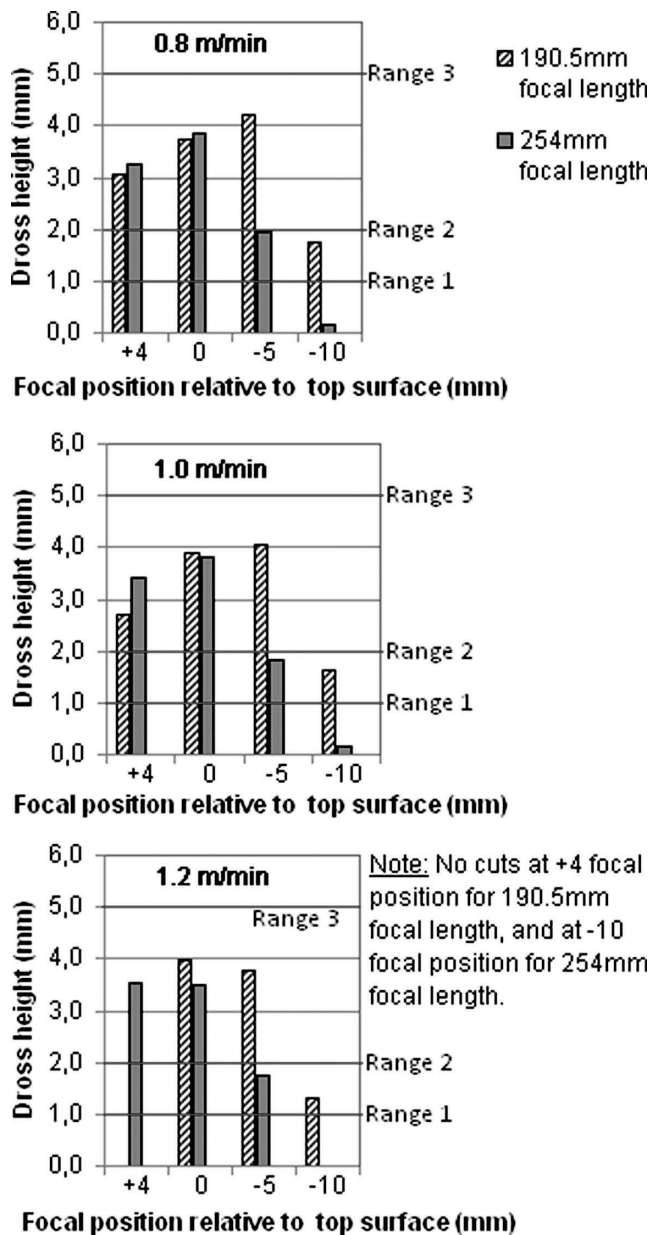 6,0
0.8 m/min
5,0
Range 3
4,0
3,0
2,0
Range 2
1,0
Range 1
0,0
Dross height (mm)
+4 0 -5 -10
Focal position relative to top surface (mm)
190.5mm
focal length
254mm
focal length
6,0
1.0 m/min
5,0
Range 3
4,0
3,0
2,0
Range 2
1,0
Range 1
0,0
Dross height (mm)
+4 0 -5 -10
Focal position relative to top surface (mm)
6,0
1.2 m/min
5,0
Range 3
4,0
3,0
2,0
Range 2
1,0
Range 1
0,0
Dross height (mm)
+4 0 -5 -10
Focal position relative to top surface (mm)
Note: No cuts at +4 focal
position for 190.5mm
focal length, and at -10
focal position for 254mm
focal length.